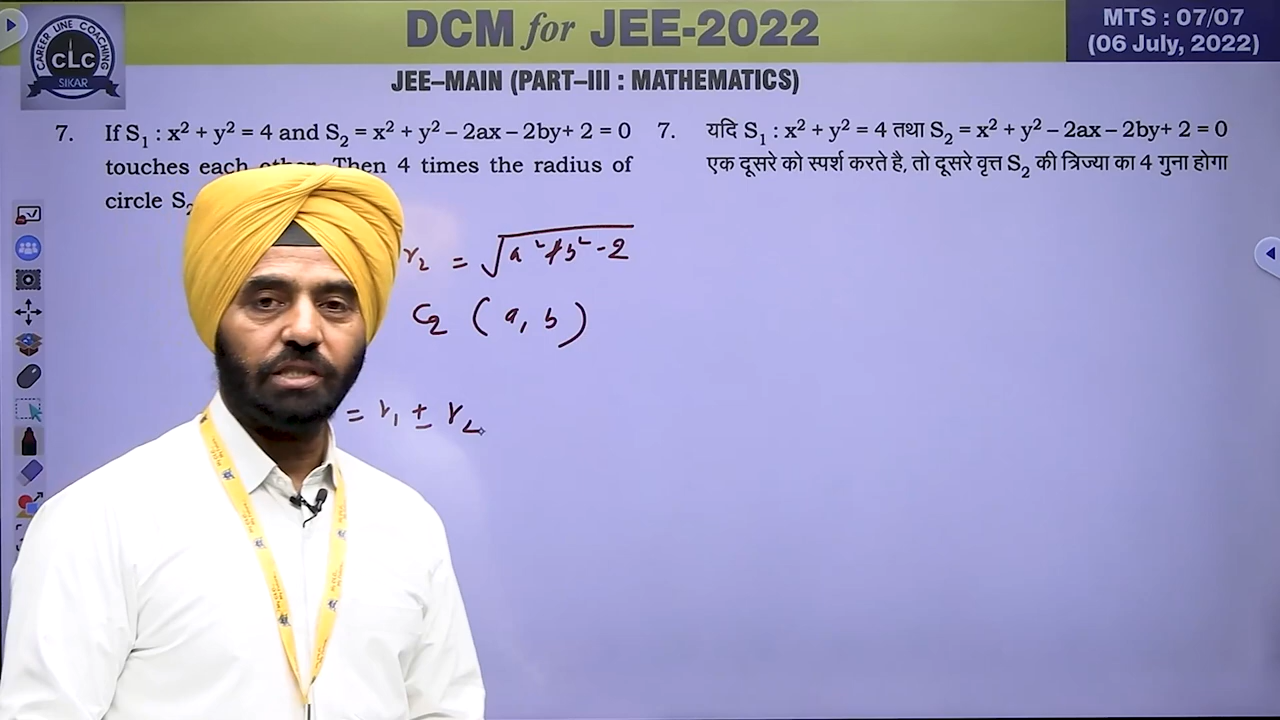 DCM for JEE-2022
MTS : 07/07
(06 July, 2022)
CAREER LINE COACHING
CLC
SIKAR
JEE–MAIN (PART–III : MATHEMATICS)
7. If S₁ : x² + y² = 4 and S₂ = x² + y² – 2ax – 2by+ 2 = 0
touches each other. Then 4 times the radius of
circle S₂
7. यदि S₁ : x² + y² = 4 तथा S₂ = x² + y² – 2ax – 2by+ 2 = 0
एक दूसरे को स्पर्श करते है, तो दूसरे वृत्त S₂ की त्रिज्या का 4 गुना होगा
r₂ = √(a² + b² - 2)
C₂ (a, b)
= r₁ ± r₂